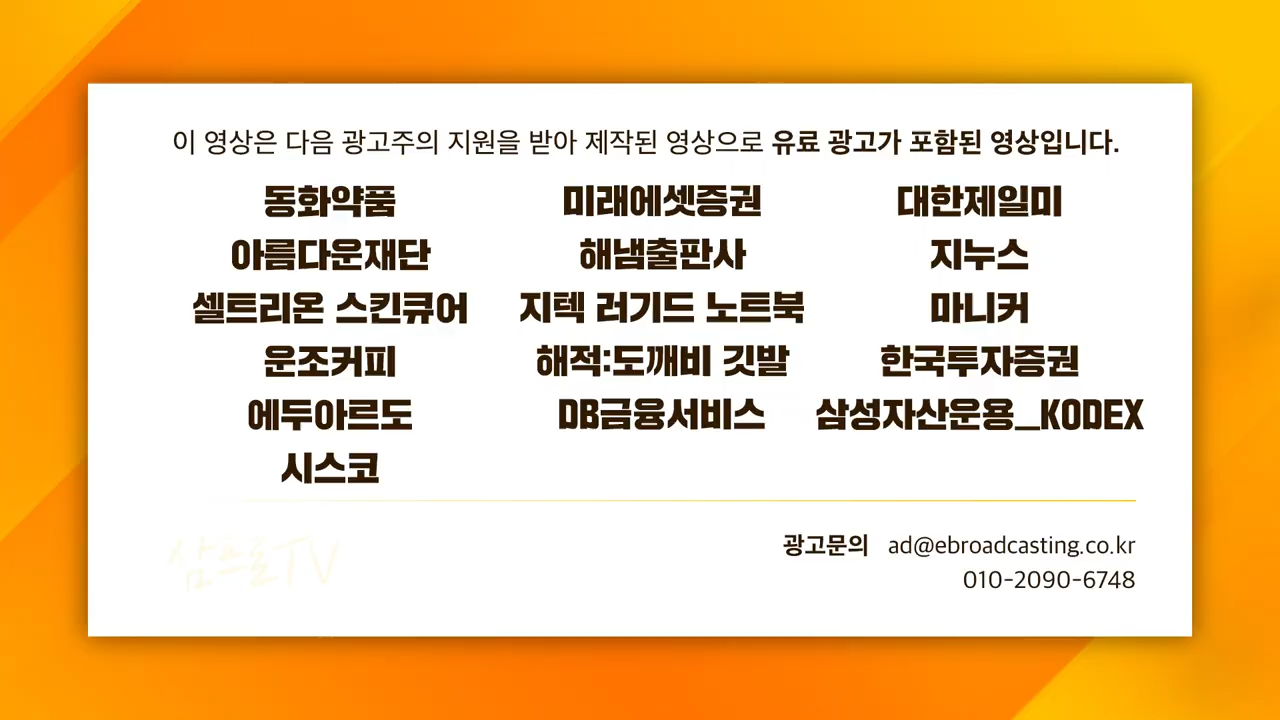 이 영상은 다음 광고주의 지원을 받아 제작된 영상으로 유료 광고가 포함된 영상입니다.
동화약품 미래에셋증권 대한제일미
아름다운재단 해냄출판사 지누스
셀트리온 스킨큐어 지텍 러기드 노트북 마니커
운조커피 해적:도깨비 깃발 한국투자증권
에두아르도 DB금융서비스 삼성자산운용_KODEX
시스코
삼프로TV
광고문의 ad@ebroadcasting.co.kr
010-2090-6748